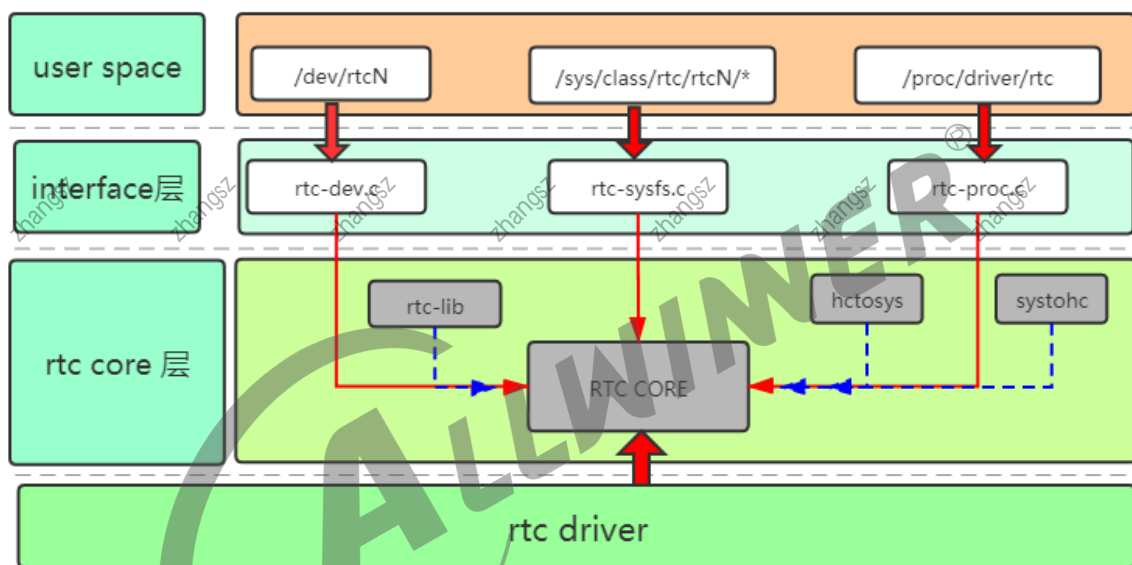 user space
/dev/rtcN
/sys/class/rtc/rtcN/*
/proc/driver/rtc
interface层
rtc-dev.c
rtc-sysfs.c
rtc-proc.c
zhangsz
zhangsz
zhangsz
zhangsz
zhangsz
zhangsz
zhangsz
rtc core 层
rtc-lib
hctosys
systohc
RTC CORE
ALLWINNER®
rtc driver